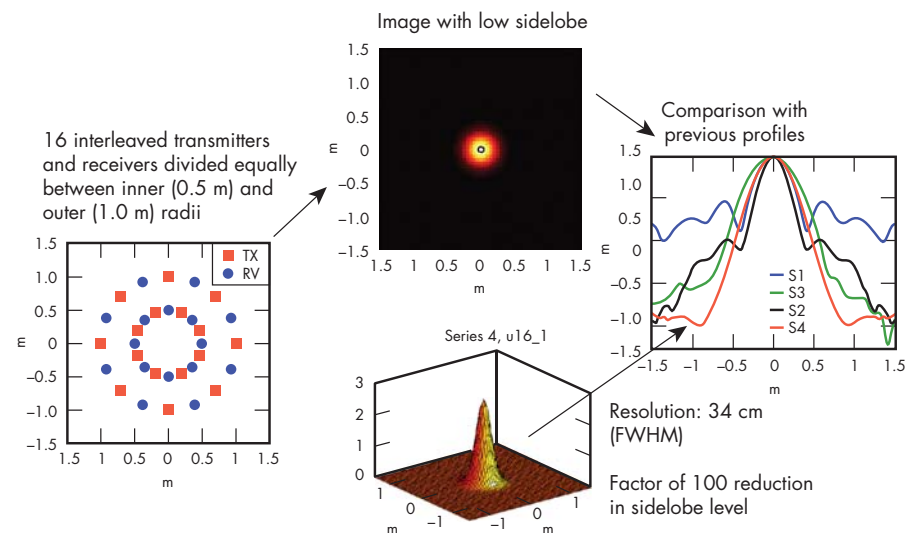 Image with low sidelobe
1.5
1.0
0.5
m
0
–0.5
–1.0
–1.5
1.5 1 0.5 0 0.5 1 1.5
m
Comparison with
previous profiles
1.5
1.0
0.5
m
0
–0.5
–1.0
–1.5
S1
S3
S2
S4
1.5 1 0.5 0 0.5 1 1.5
m
16 interleaved transmitters
and receivers divided equally
between inner (0.5 m) and
outer (1.0 m) radii
1.5
1.0
0.5
m
0
–0.5
–1.0
–1.5
TX
RV
1.5 1 0.5 0 0.5 1 1.5
m
Series 4, u16_1
3
2
1
0
1
0
–1
m
–1
0
1
m
Resolution: 34 cm
(FWHM)
Factor of 100 reduction
in sidelobe level